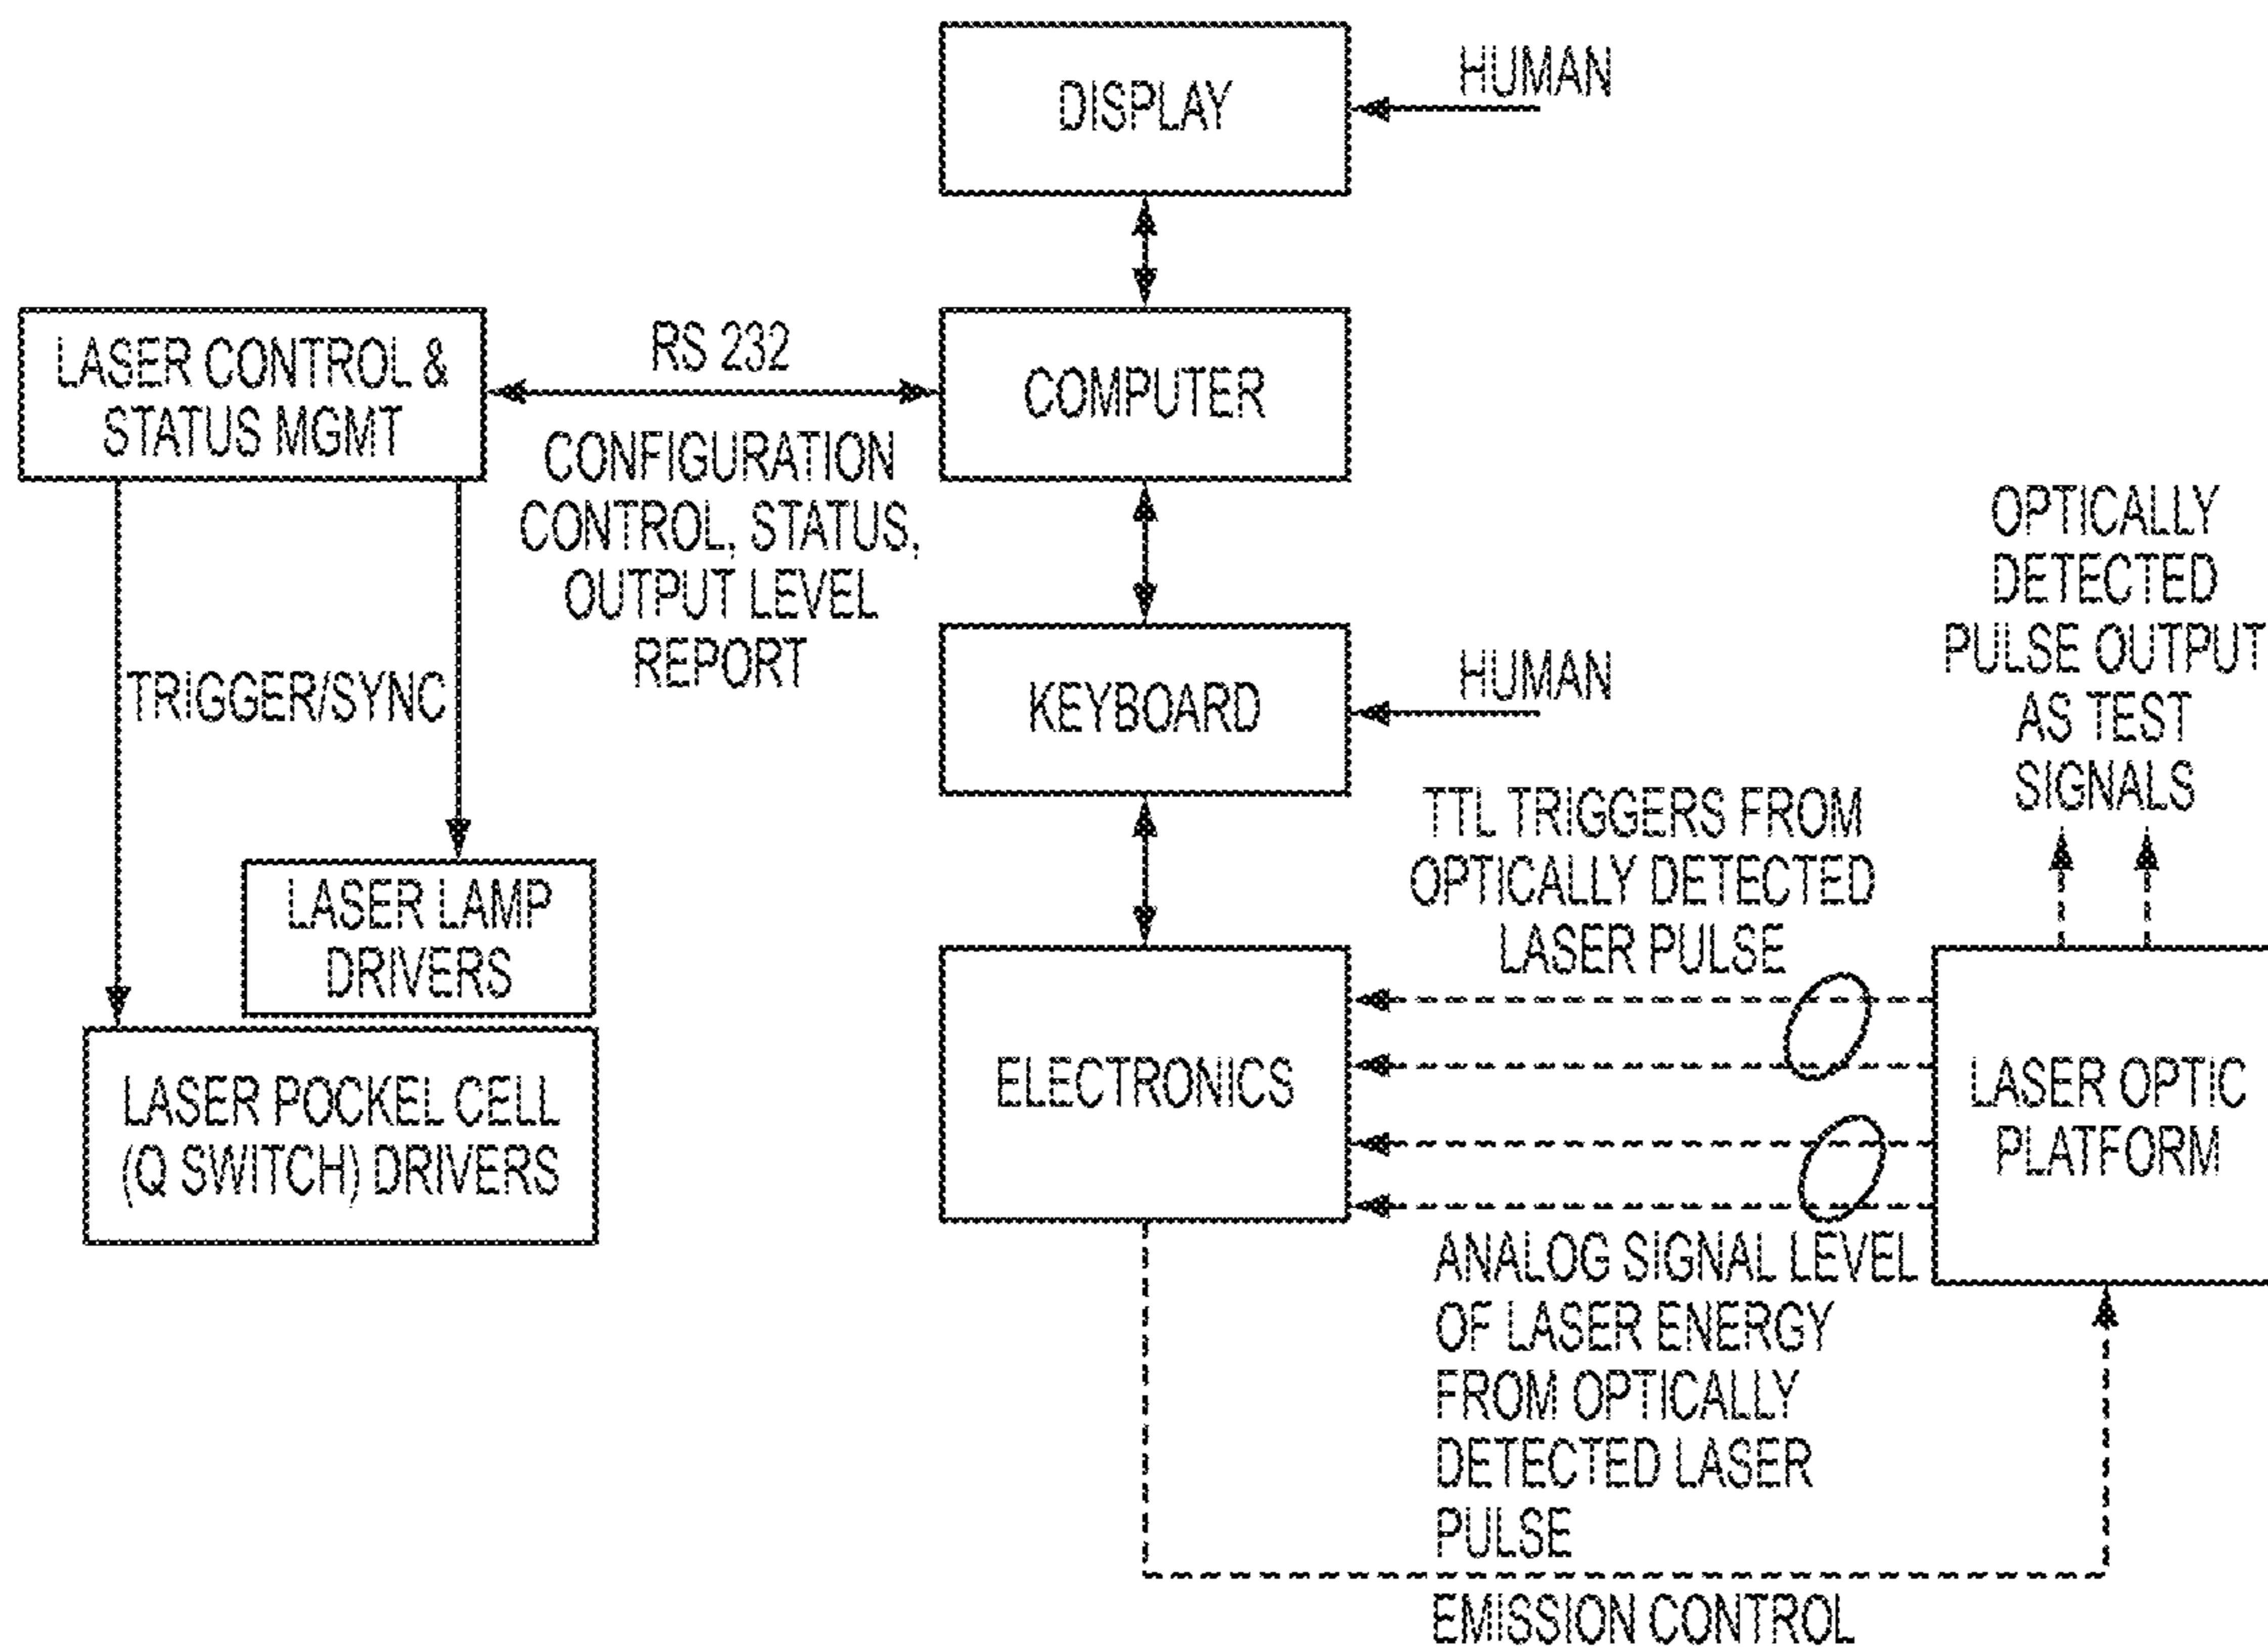 DISPLAY
HUMAN
LASER CONTROL &
STATUS MGMT
RS 232
CONFIGURATION
CONTROL, STATUS,
OUTPUT LEVEL
REPORT
COMPUTER
TRIGGER/SYNC
KEYBOARD
HUMAN
OPTICALLY
DETECTED
PULSE OUTPUT
AS TEST
SIGNALS
LASER LAMP
DRIVERS
LASER POCKEL CELL
(Q SWITCH) DRIVERS
ELECTRONICS
TTL TRIGGERS FROM
OPTICALLY DETECTED
LASER PULSE
LASER OPTIC
PLATFORM
ANALOG SIGNAL LEVEL
OF LASER ENERGY
FROM OPTICALLY
DETECTED LASER
PULSE
EMISSION CONTROL